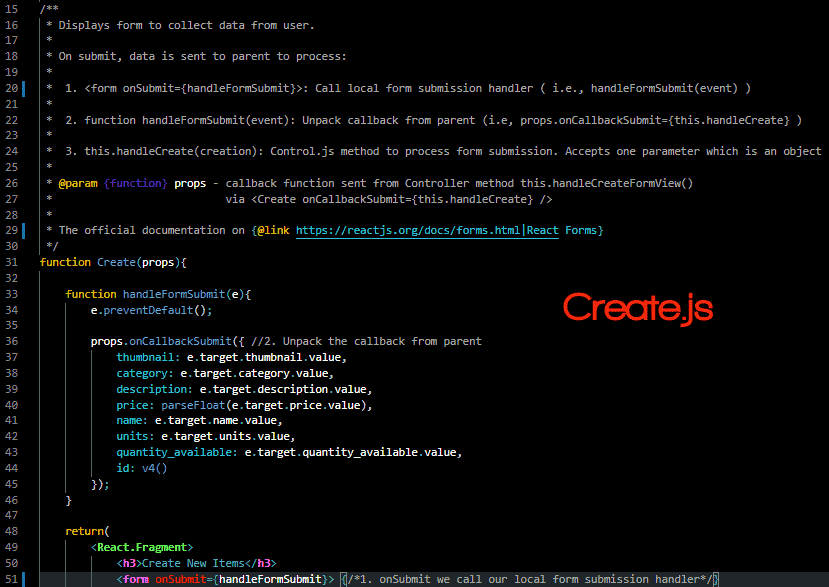 15 /**
16  * Displays form to collect data from user.
17  *
18  * On submit, data is sent to parent to process:
19  *
20  *  1. <form onSubmit={handleFormSubmit}>: Call local form submission handler ( i.e., handleFormSubmit(event) )
21  *
22  *  2. function handleFormSubmit(event): Unpack callback from parent (i.e, props.onCallbackSubmit={this.handleCreate} )
23  *
24  *  3. this.handleCreate(creation): Control.js method to process form submission. Accepts one parameter which is an object
25  *
26  * @param {function} props - callback function sent from Controller method this.handleCreateFormView()
27  *                           via <Create onCallbackSubmit={this.handleCreate} />
28  *
29  * The official documentation on {@link https://reactjs.org/docs/forms.html|React Forms}
30  */
31 function Create(props){
32
33     function handleFormSubmit(e){
Create.js
34         e.preventDefault();
35
36         props.onCallbackSubmit({ //2. Unpack the callback from parent
37             thumbnail: e.target.thumbnail.value,
38             category: e.target.category.value,
39             description: e.target.description.value,
40             price: parseFloat(e.target.price.value),
41             name: e.target.name.value,
42             units: e.target.units.value,
43             quantity_available: e.target.quantity_available.value,
44             id: v4()
45         });
46     }
47
48     return(
49         <React.Fragment>
50             <h3>Create New Items</h3>
51             <form onSubmit={handleFormSubmit}> {/*1. onSubmit we call our local form submission handler*/}